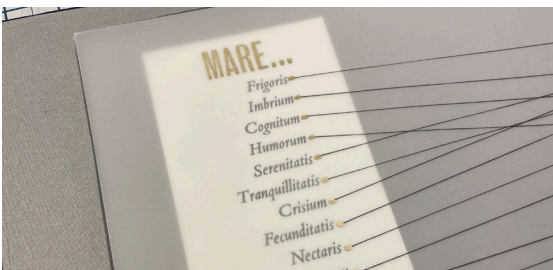 MARE...
Frigoris
Imbrium
Cognitum
Humorum
Serenitatis
Tranquillitatis
Crisium
Fecunditatis
Nectaris